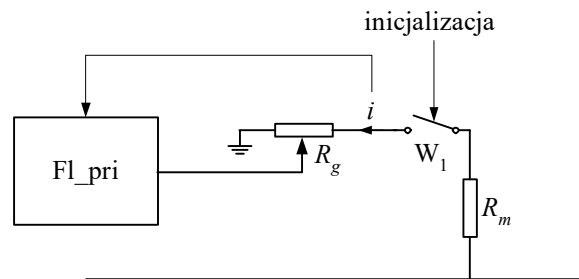 inicjalizacja
i
Fl_pri
R_g
W_1
R_m